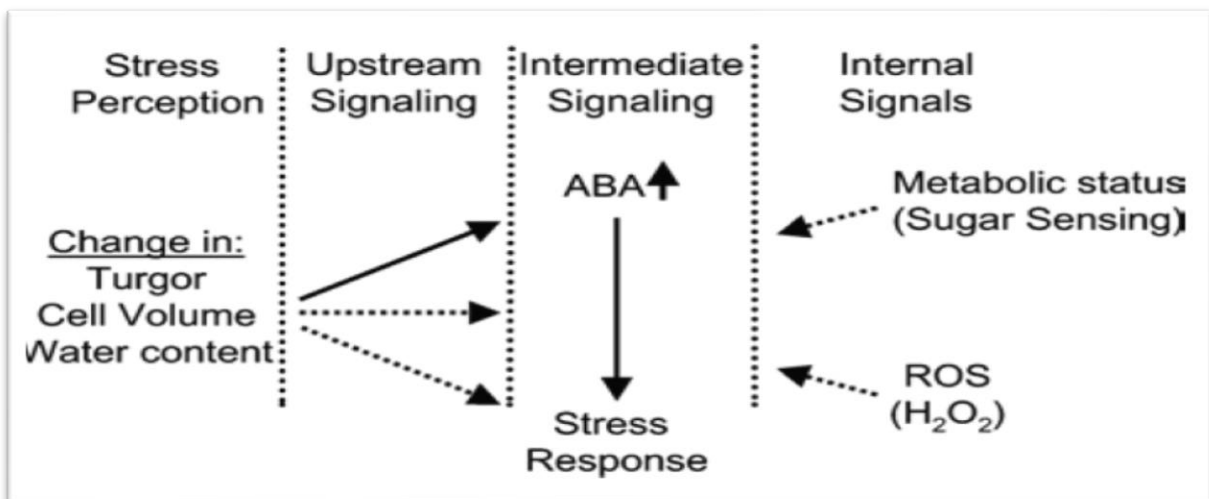 Stress
Perception
Upstream
Signaling
Intermediate
Signaling
Internal
Signals
ABA
Change in:
Turgor
Cell Volume
Water content
Metabolic status
(Sugar Sensing)
ROS
(H₂O₂)
Stress
Response